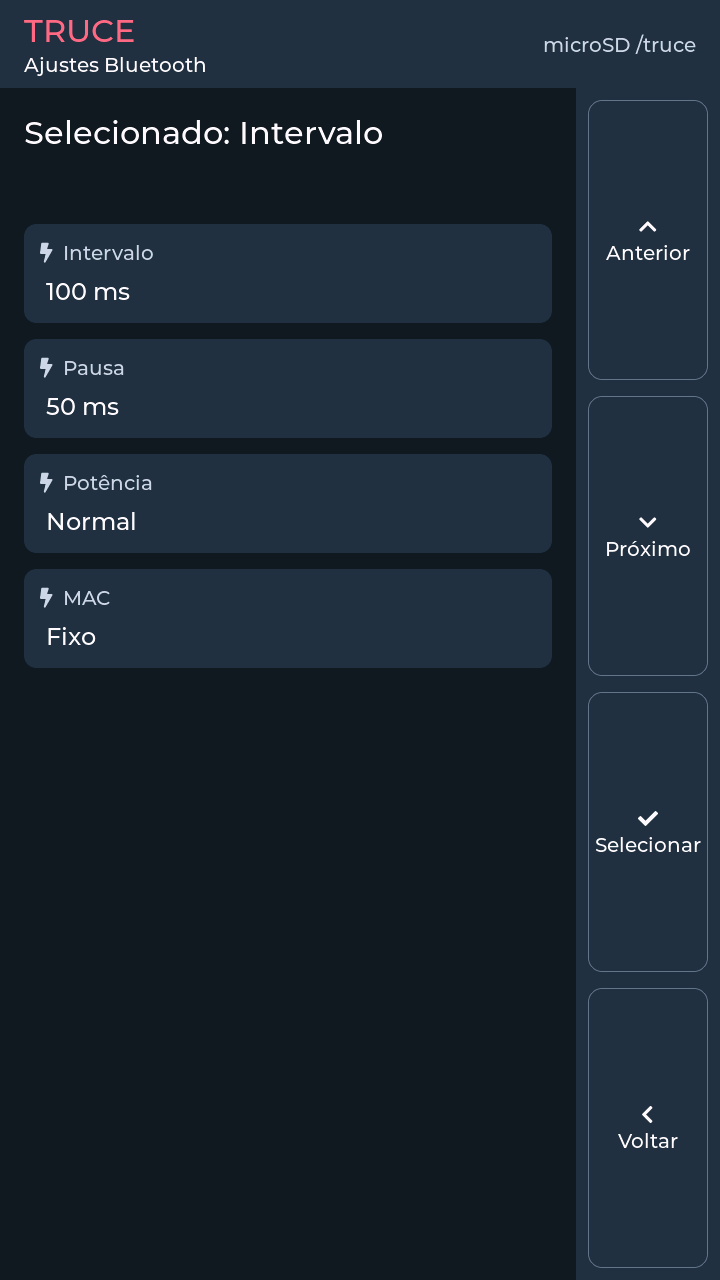 TRUCE
Ajustes Bluetooth
microSD /truce
Selecionado: Intervalo
Intervalo
100 ms
Pausa
50 ms
Potência
Normal
MAC
Fixo
Anterior
Próximo
Selecionar
Voltar